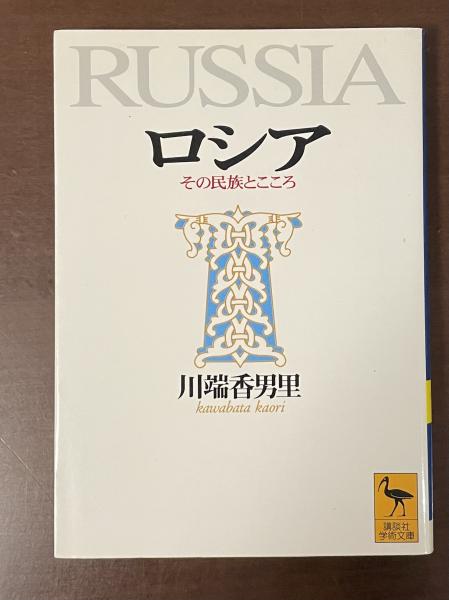 RUSSIA
ロシア
その民族とこころ
川端香男里
kawabata kaori
講談社
学術文庫